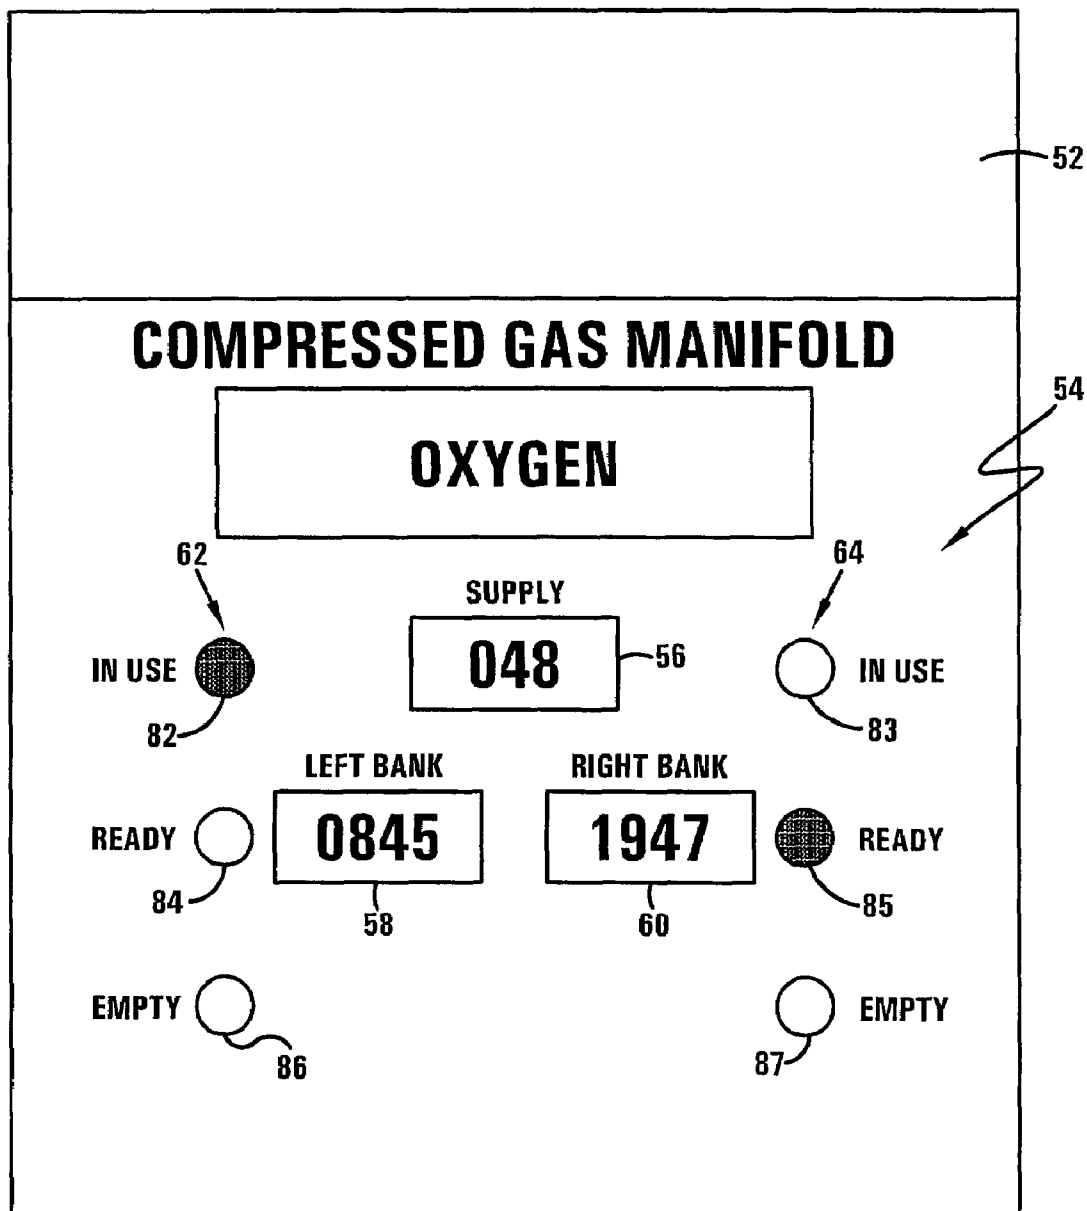 52
COMPRESSED GAS MANIFOLD
54
OXYGEN
62
64
SUPPLY
IN USE
048
56
IN USE
82
83
LEFT BANK
RIGHT BANK
READY
0845
1947
READY
84
58
60
85
EMPTY
EMPTY
86
87